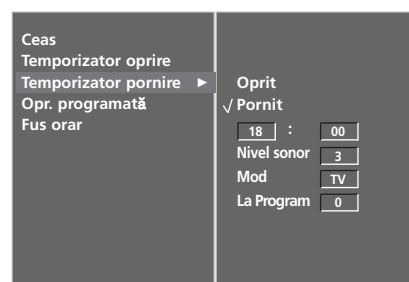 Ceas
Temporizator oprire
Temporizator pornire ►
Opr. programată
Fus orar
Oprit
√ Pornit
18 : 00
Nivel sonor 3
Mod TV
La Program 0